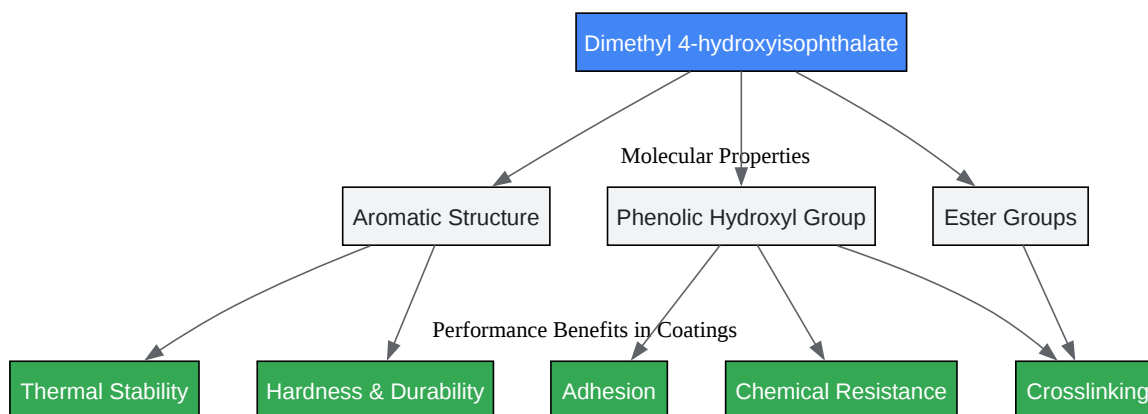 Dimethyl 4-hydroxyisophthalate
Molecular Properties
Aromatic Structure
Phenolic Hydroxyl Group
Ester Groups
Performance Benefits in Coatings
Thermal Stability
Hardness & Durability
Adhesion
Chemical Resistance
Crosslinking